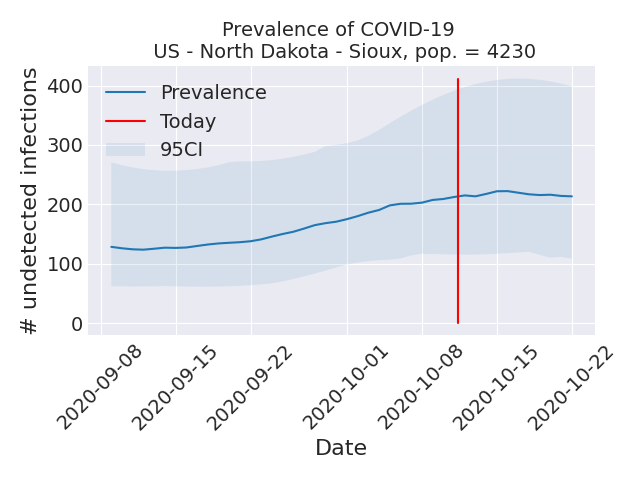 Prevalence of COVID-19
US - North Dakota - Sioux, pop. = 4230
# undetected infections
400
300
200
100
0
Prevalence
Today
95CI
2020-09-08
2020-09-15
2020-09-22
2020-10-01
2020-10-08
2020-10-15
2020-10-22
Date